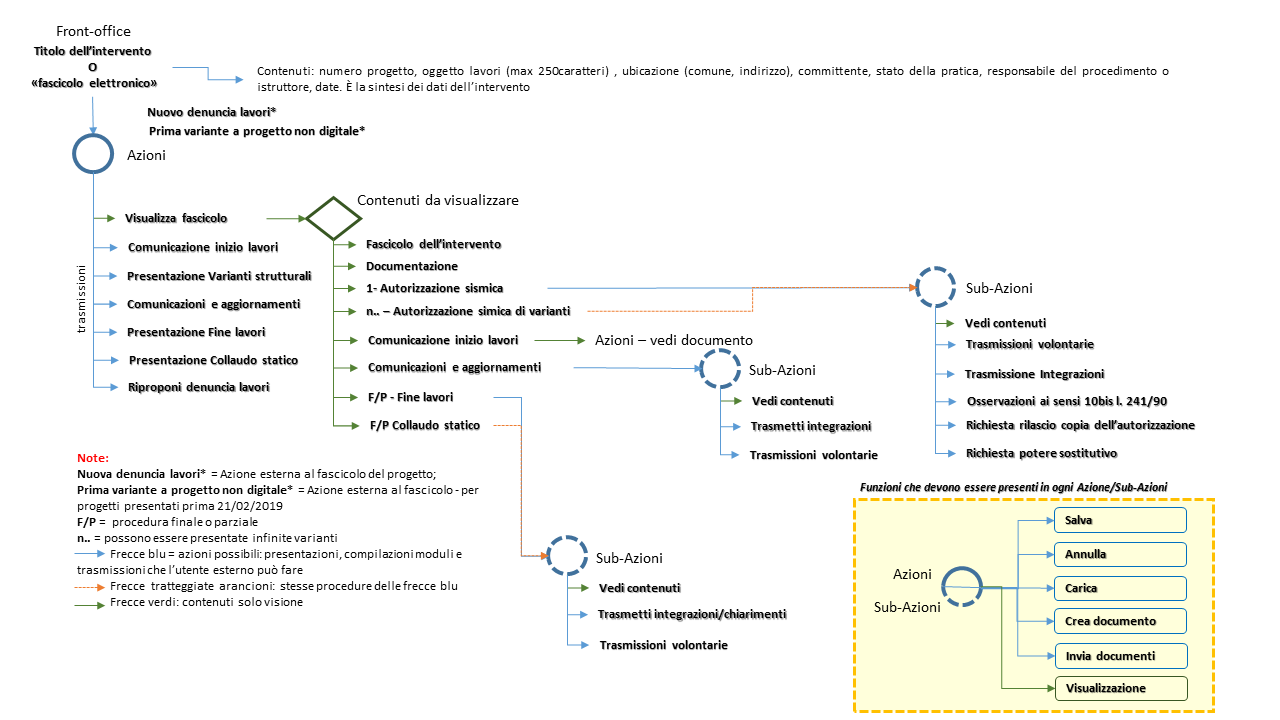 Front-office
Titolo dell'intervento
O
«fascicolo elettronico»
Contenuti: numero progetto, oggetto lavori (max 250caratteri) , ubicazione (comune, indirizzo), committente, stato della pratica, responsabile del procedimento o
istruttore, date. È la sintesi dei dati dell'intervento
Nuovo denuncia lavori*
Prima variante a progetto non digitale*
Azioni
trasmissioni
Visualizza fascicolo
Comunicazione inizio lavori
Presentazione Varianti strutturali
Comunicazioni e aggiornamenti
Presentazione Fine lavori
Presentazione Collaudo statico
Riproponi denuncia lavori
Contenuti da visualizzare
Fascicolo dell'intervento
Documentazione
1- Autorizzazione sismica
n.. – Autorizzazione simica di varianti
Comunicazione inizio lavori
Azioni – vedi documento
Comunicazioni e aggiornamenti
F/P - Fine lavori
F/P Collaudo statico
Sub-Azioni
Vedi contenuti
Trasmetti integrazioni
Trasmissioni volontarie
Sub-Azioni
Vedi contenuti
Trasmissioni volontarie
Trasmissione Integrazioni
Osservazioni ai sensi 10bis l. 241/90
Richiesta rilascio copia dell'autorizzazione
Richiesta potere sostitutivo
Note:
Nuova denuncia lavori* = Azione esterna al fascicolo del progetto;
Prima variante a progetto non digitale* = Azione esterna al fascicolo - per
progetti presentati prima 21/02/2019
F/P = procedura finale o parziale
n.. = possono essere presentate infinite varianti
Frecce blu = azioni possibili: presentazioni, compilazioni moduli e
trasmissioni che l'utente esterno può fare
Frecce tratteggiate arancioni: stesse procedure delle frecce blu
Frecce verdi: contenuti solo visione
Sub-Azioni
Vedi contenuti
Trasmetti integrazioni/chiarimenti
Trasmissioni volontarie
Funzioni che devono essere presenti in ogni Azione/Sub-Azioni
Azioni
Sub-Azioni
Salva
Annulla
Carica
Crea documento
Invia documenti
Visualizzazione